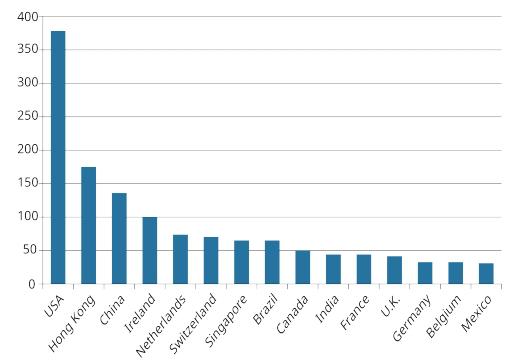 400
350
300
250
200
150
100
50
0
USA
Hong Kong
China
Ireland
Netherlands
Switzerland
Singapore
Brazil
Canada
India
France
U.K.
Germany
Belgium
Mexico